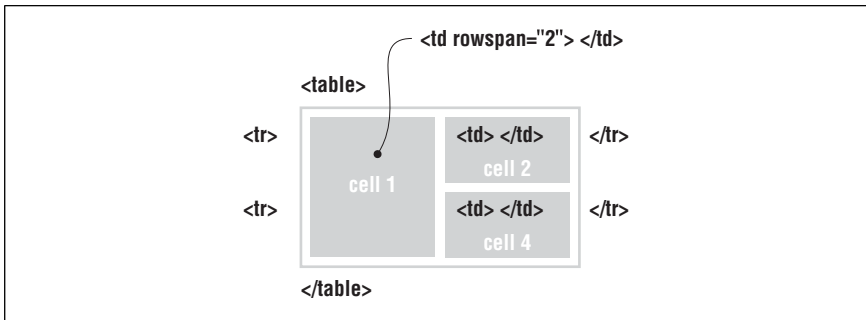 <td rowspan="2"> </td>
<table>
<tr> <td> </td> </tr>
cell 1 cell 2
<tr> <td> </td> </tr>
cell 4
</table>